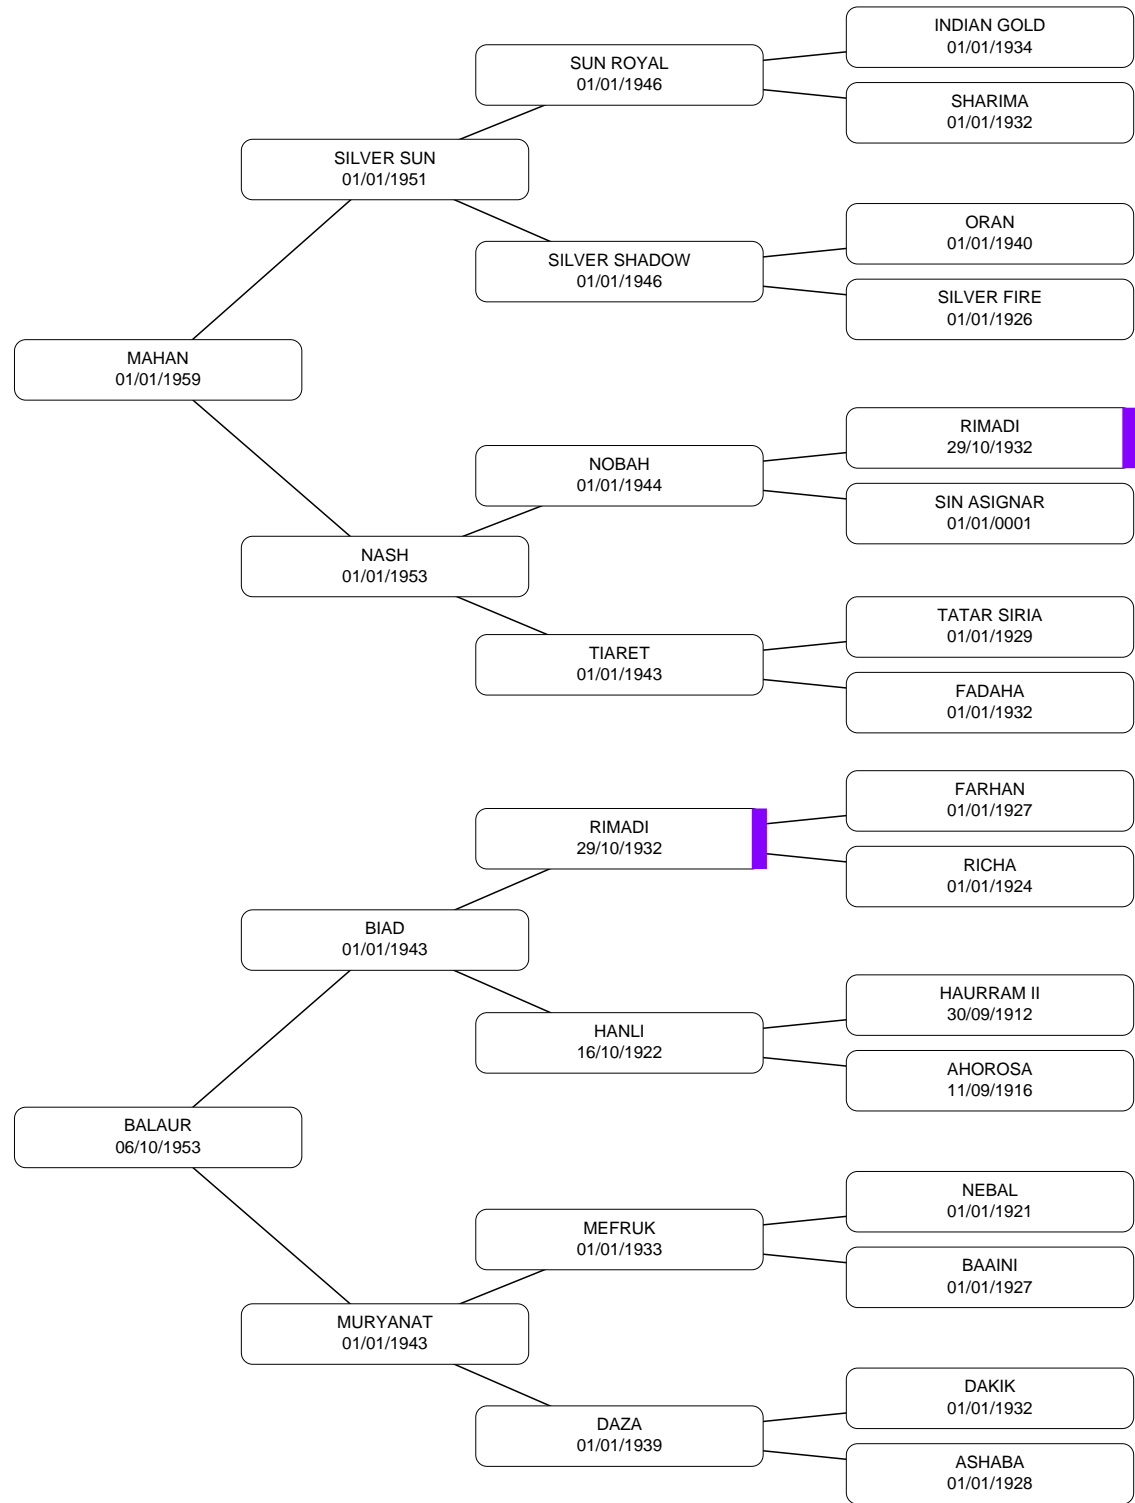 INDIAN GOLD
01/01/1934
SUN ROYAL
01/01/1946
SHARIMA
01/01/1932
SILVER SUN
01/01/1951
ORAN
01/01/1940
SILVER SHADOW
01/01/1946
SILVER FIRE
01/01/1926
MAHAN
01/01/1959
RIMADI
29/10/1932
NOBAH
01/01/1944
SIN ASIGNAR
01/01/0001
NASH
01/01/1953
TATAR SIRIA
01/01/1929
TIARET
01/01/1943
FADAHA
01/01/1932
FARHAN
01/01/1927
RIMADI
29/10/1932
RICHA
01/01/1924
BIAD
01/01/1943
HAURRAM II
30/09/1912
HANLI
16/10/1922
AHOROSA
11/09/1916
BALAUR
06/10/1953
NEBAL
01/01/1921
MEFRUK
01/01/1933
BAAINI
01/01/1927
MURYANAT
01/01/1943
DAKIK
01/01/1932
DAZA
01/01/1939
ASHABA
01/01/1928